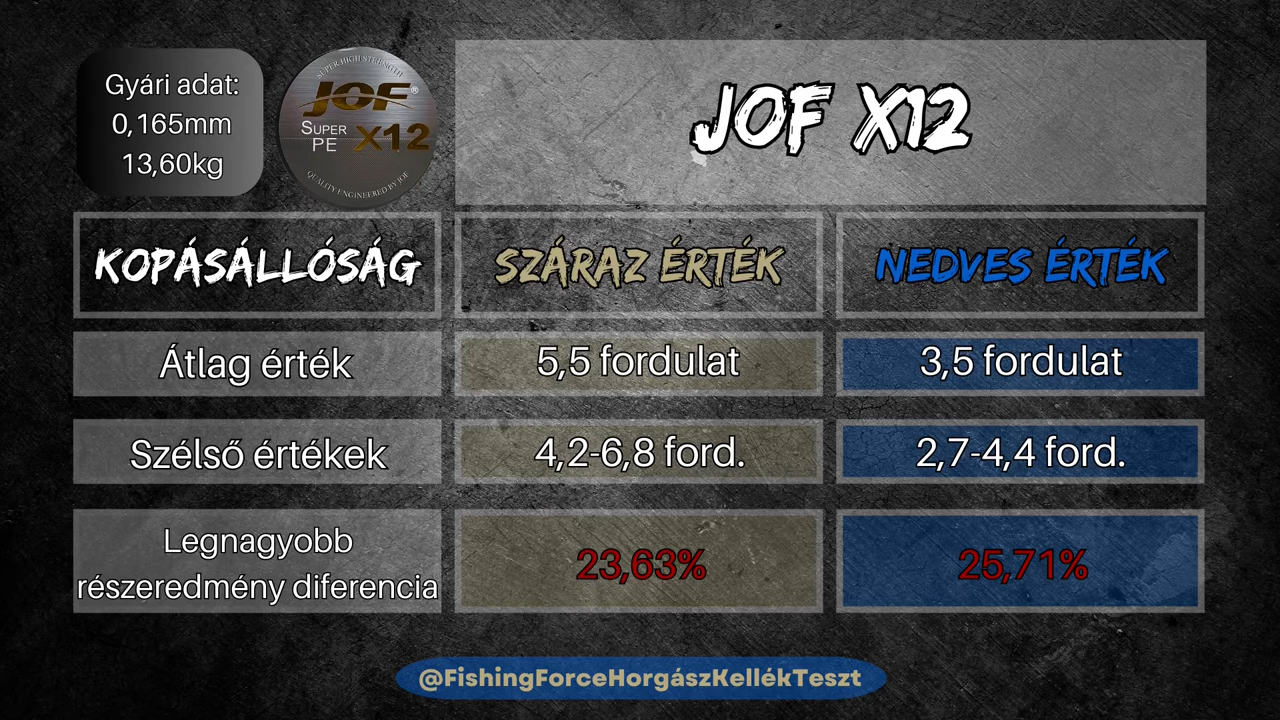 Gyári adat:
0,165mm
13,60kg
SUPER HIGH STRENGTH
JOF®
SUPER
PE X12
QUALITY ENGINEERED BY JOF
JOF X12
KOPÁSÁLLÓSÁG
SZÁRAZ ÉRTÉK
NEDVES ÉRTÉK
Átlag érték
5,5 fordulat
3,5 fordulat
Szélső értékek
4,2-6,8 ford.
2,7-4,4 ford.
Legnagyobb
részeredmény diferencia
23,63%
25,71%
@FishingForceHorgászKellékTeszt